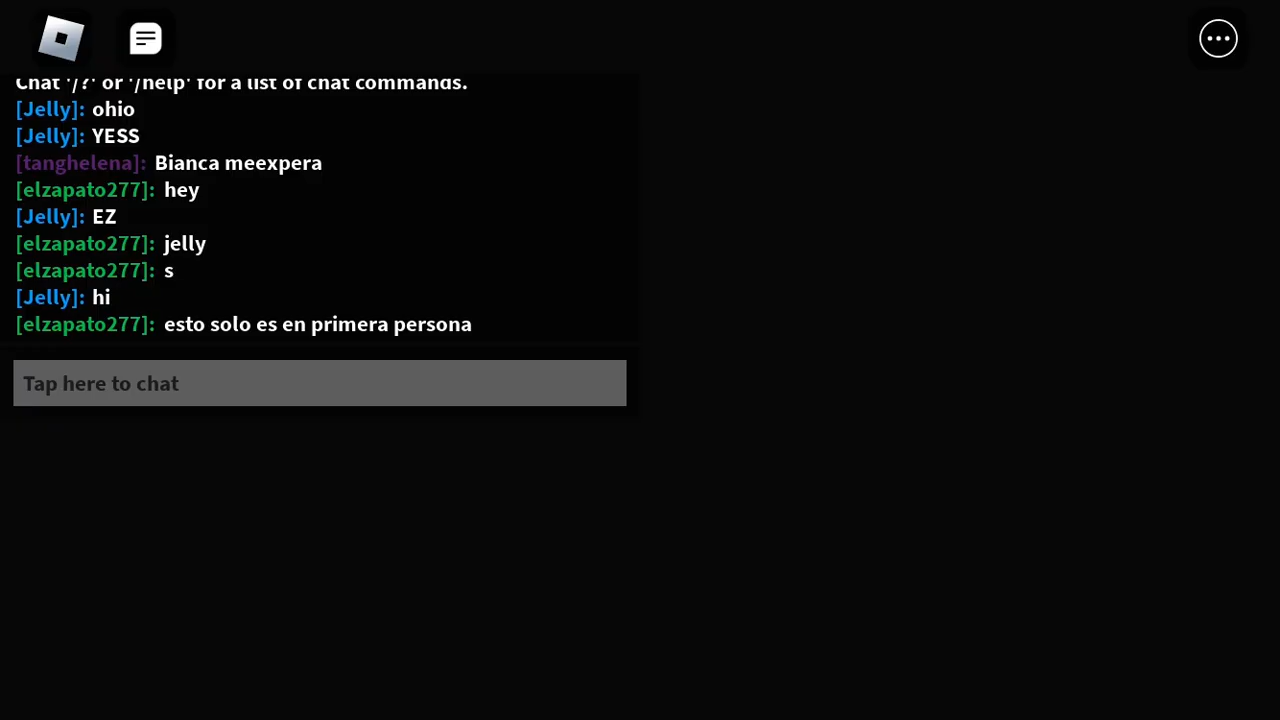 Chat '/?' or '/help' for a list of chat commands.
[Jelly]: ohio
[Jelly]: YESS
[tanghelena]: Bianca meexpera
[elzapato277]: hey
[Jelly]: EZ
[elzapato277]: jelly
[elzapato277]: s
[Jelly]: hi
[elzapato277]: esto solo es en primera persona
Tap here to chat